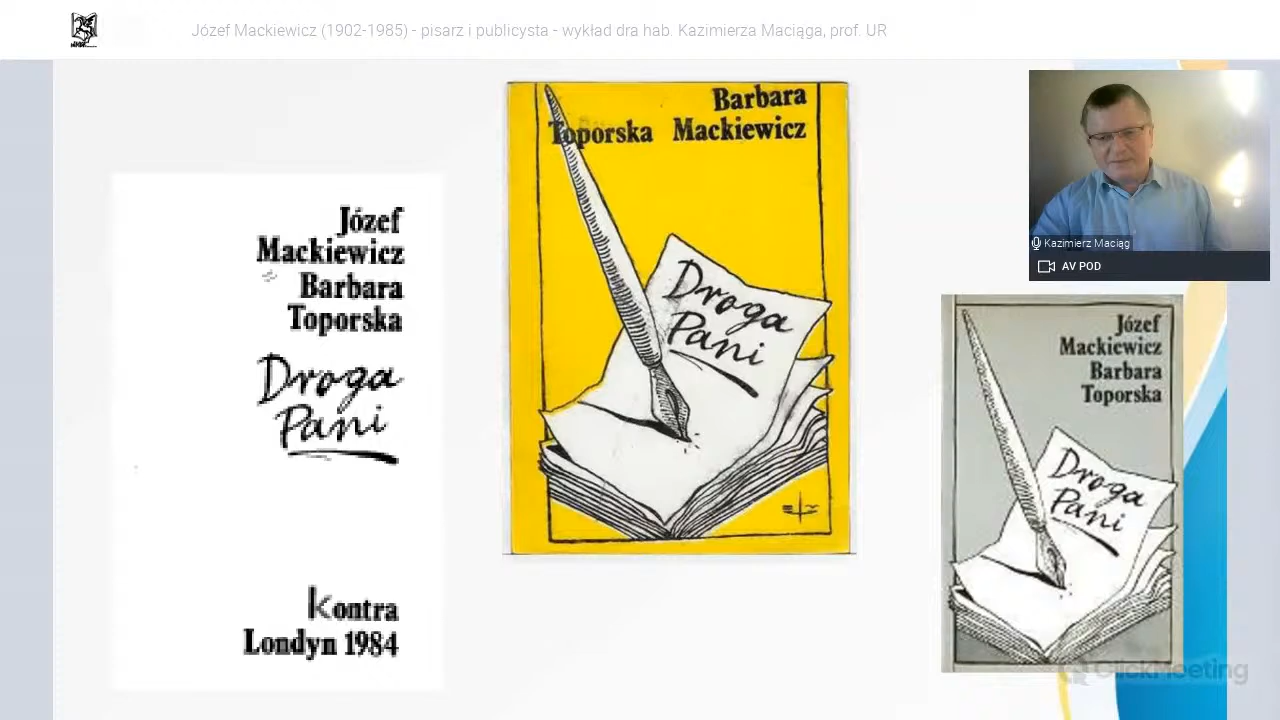 Józef Mackiewicz (1902-1985) - pisarz i publicysta - wykład dra hab. Kazimierza Maciąga, prof. UR
Józef
Mackiewicz
Barbara
Toporska
Droga
Pani
Kontra
Londyn 1984
Barbara
Toporska Mackiewicz
Droga
Pani
Kazimierz Maciąg
AV POD
Józef
Mackiewicz
Barbara
Toporska
Droga
Pani
ClickMeeting